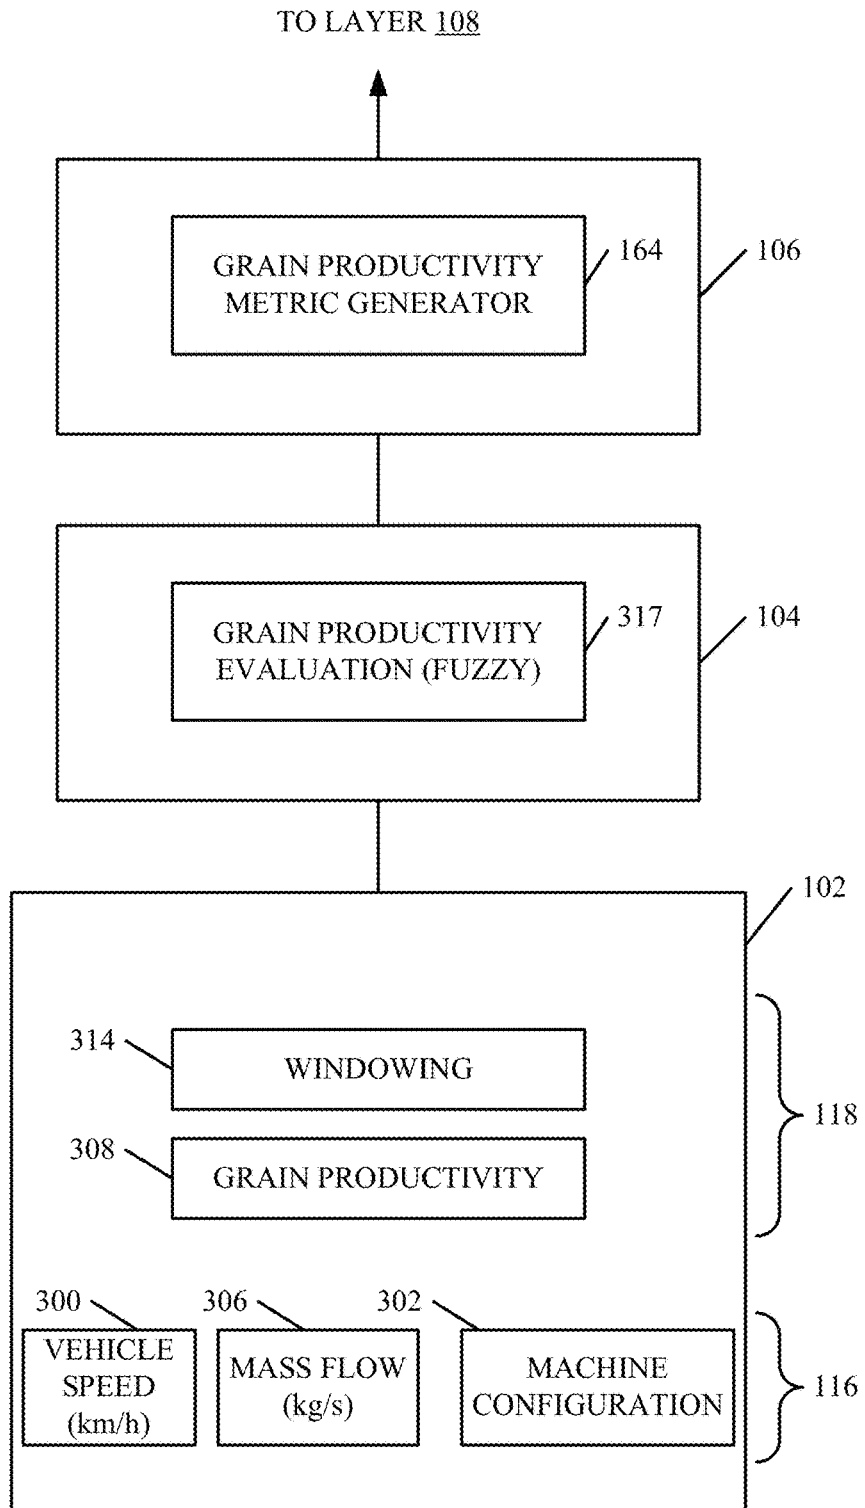 TO LAYER 108
GRAIN PRODUCTIVITY
METRIC GENERATOR
164
106
GRAIN PRODUCTIVITY
EVALUATION (FUZZY)
317
104
102
314
WINDOWING
118
308
GRAIN PRODUCTIVITY
300
306
302
VEHICLE
SPEED
(km/h)
MASS FLOW
(kg/s)
MACHINE
CONFIGURATION
116